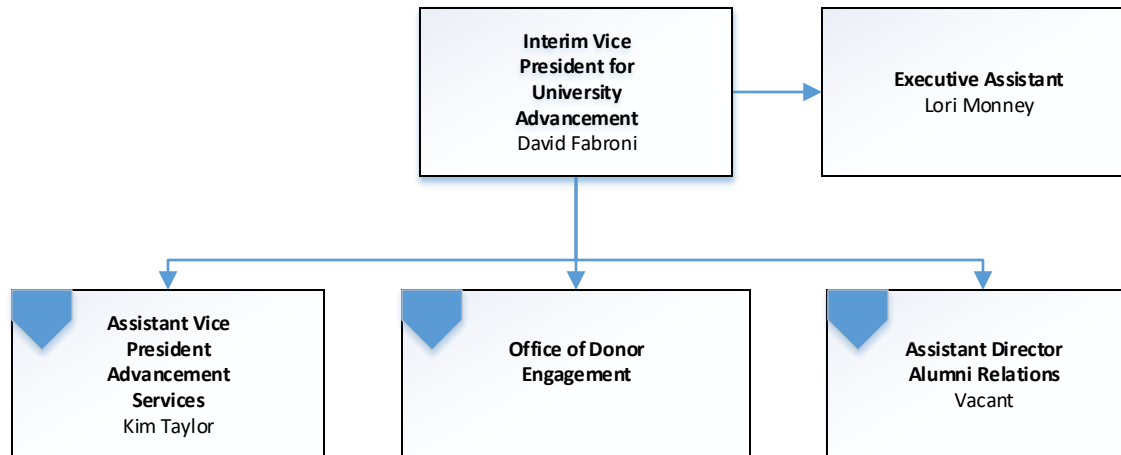 Interim Vice
President for
University
Advancement
David Fabroni
Executive Assistant
Lori Monney
Assistant Vice
President
Advancement
Services
Kim Taylor
Office of Donor
Engagement
Assistant Director
Alumni Relations
Vacant